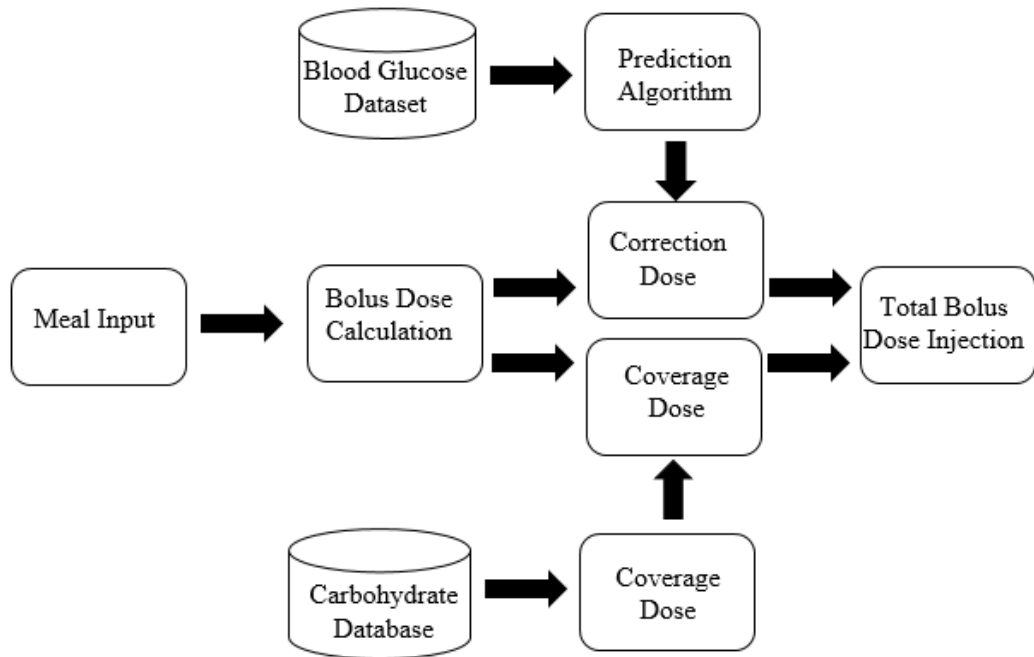 Blood Glucose
Dataset
Prediction
Algorithm
Correction
Dose
Meal Input
Bolus Dose
Calculation
Total Bolus
Dose Injection
Coverage
Dose
Carbohydrate
Database
Coverage
Dose